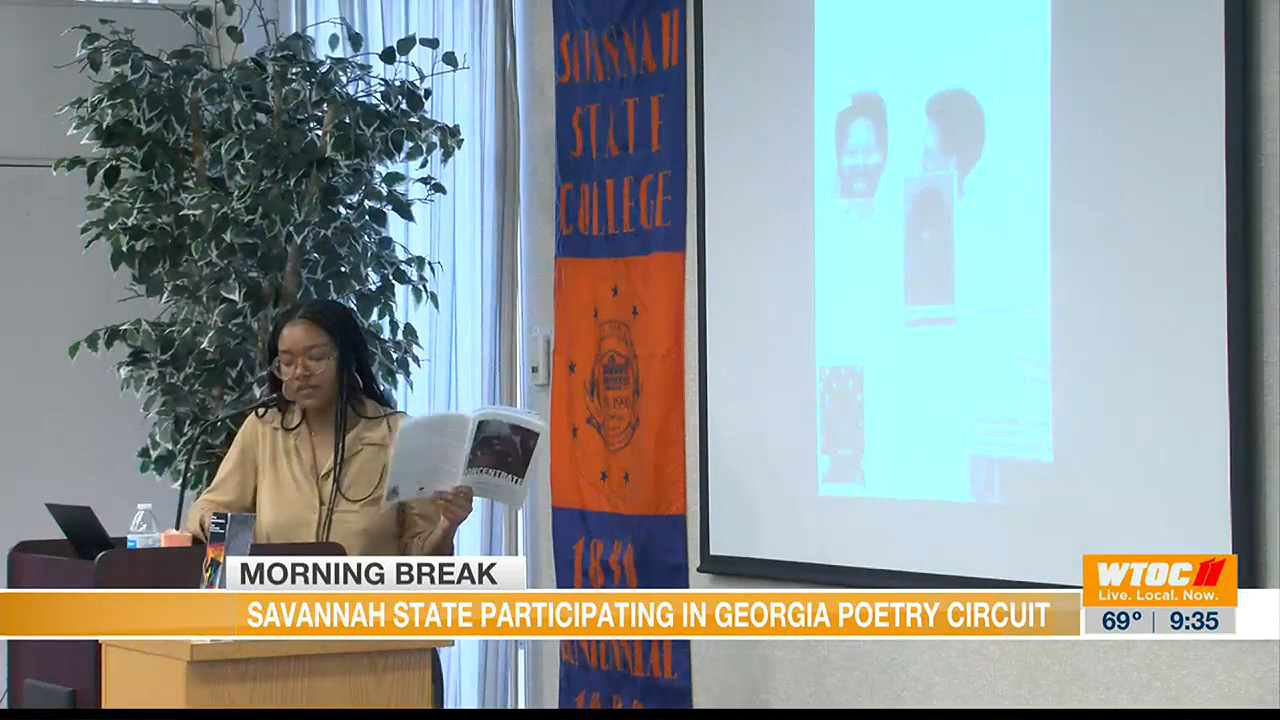 SAVANNAH
STATE
COLLEGE
1890
CENTENNIAL
CONCENTRATE
MORNING BREAK
SAVANNAH STATE PARTICIPATING IN GEORGIA POETRY CIRCUIT
WTOC 11
Live. Local. Now.
69° | 9:35